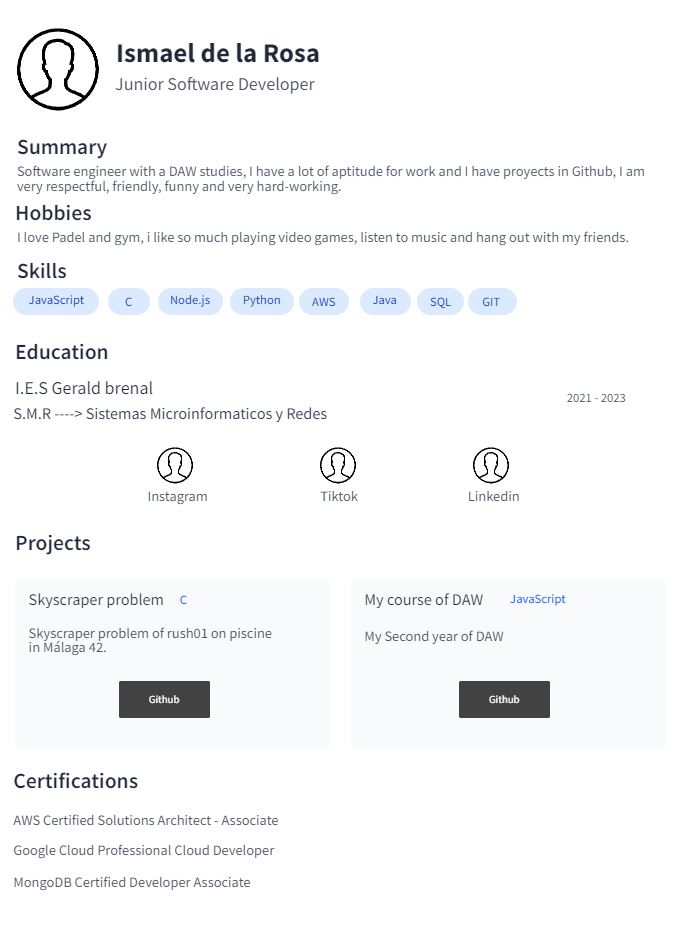 Ismael de la Rosa
Junior Software Developer
Summary
Software engineer with a DAW studies, I have a lot of aptitude for work and I have proyects in Github, I am
very respectful, friendly, funny and very hard-working.
Hobbies
I love Padel and gym, i like so much playing video games, listen to music and hang out with my friends.
Skills
JavaScript C Node.js Python AWS Java SQL GIT
Education
I.E.S Gerald brenal
2021 - 2023
S.M.R ----> Sistemas Microinformaticos y Redes
Instagram Tiktok Linkedin
Projects
Skyscraper problem C
Skyscraper problem of rush01 on piscine
in Málaga 42.
Github
My course of DAW JavaScript
My Second year of DAW
Github
Certifications
AWS Certified Solutions Architect - Associate
Google Cloud Professional Cloud Developer
MongoDB Certified Developer Associate